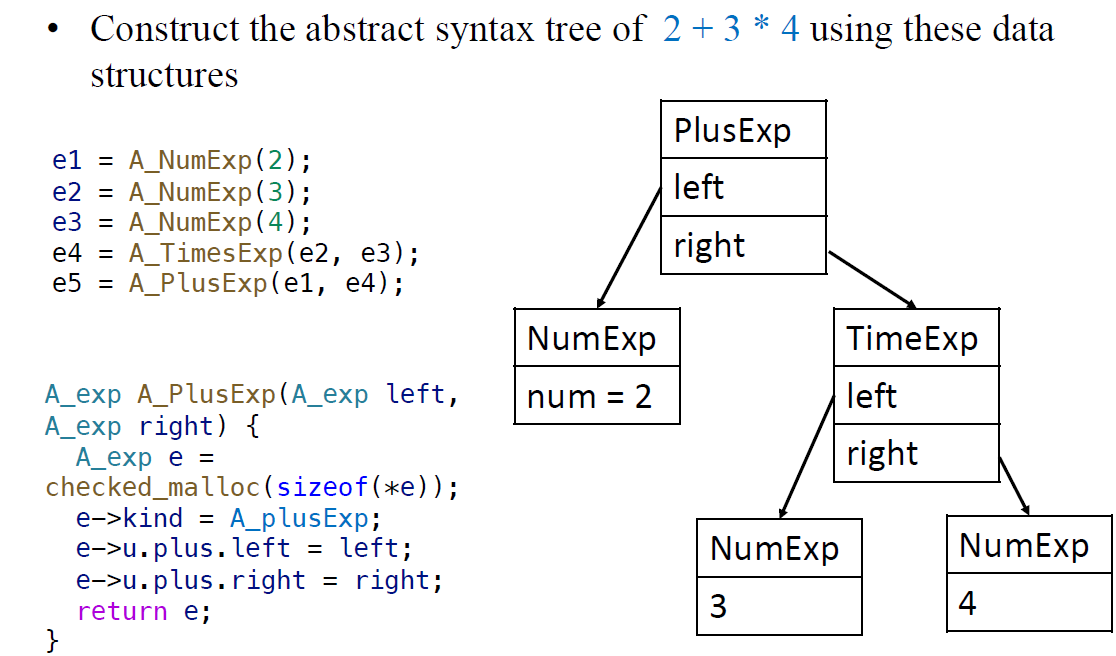 • Construct the abstract syntax tree of 2 + 3 * 4 using these data
structures
e1 = A_NumExp(2);
e2 = A_NumExp(3);
e3 = A_NumExp(4);
e4 = A_TimesExp(e2, e3);
e5 = A_PlusExp(e1, e4);
A_exp A_PlusExp(A_exp left,
A_exp right) {
  A_exp e =
checked_malloc(sizeof(*e));
  e->kind = A_plusExp;
  e->u.plus.left = left;
  e->u.plus.right = right;
  return e;
}
PlusExp
left
right
NumExp
num = 2
TimeExp
left
right
NumExp
3
NumExp
4